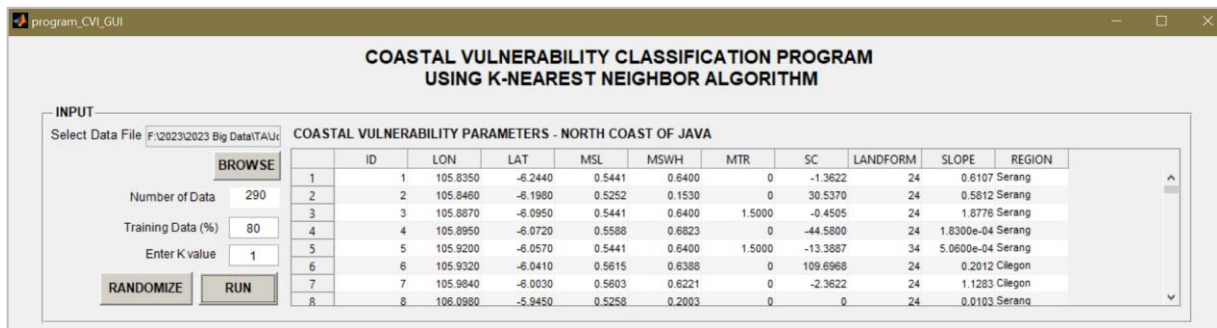 program_CVI_GUI
COASTAL VULNERABILITY CLASSIFICATION PROGRAM
USING K-NEAREST NEIGHBOR ALGORITHM
INPUT
Select Data File F:\2023\2023 Big Data\TA\Jc
BROWSE
Number of Data 290
Training Data (%) 80
Enter K value 1
RANDOMIZE RUN
COASTAL VULNERABILITY PARAMETERS - NORTH COAST OF JAVA
ID LON LAT MSL MSWH MTR SC LANDFORM SLOPE REGION
1 1 105.8350 -6.2440 0.5441 0.6400 0 -1.3622 24 0.6107 Serang
2 2 105.8460 -6.1980 0.5252 0.1530 0 30.5370 24 0.5812 Serang
3 3 105.8870 -6.0950 0.5441 0.6400 1.5000 -0.4505 24 1.8776 Serang
4 4 105.8950 -6.0720 0.5588 0.6823 0 -44.5800 24 1.8300e-04 Serang
5 5 105.9200 -6.0570 0.5441 0.6400 1.5000 -13.3887 34 5.0600e-04 Serang
6 6 105.9320 -6.0410 0.5615 0.6388 0 109.6968 24 0.2012 Cilegon
7 7 105.9840 -6.0030 0.5603 0.6221 0 -2.3622 24 1.1283 Cilegon
8 8 106.0980 -5.9450 0.5258 0.2003 0 0 24 0.0103 Serang